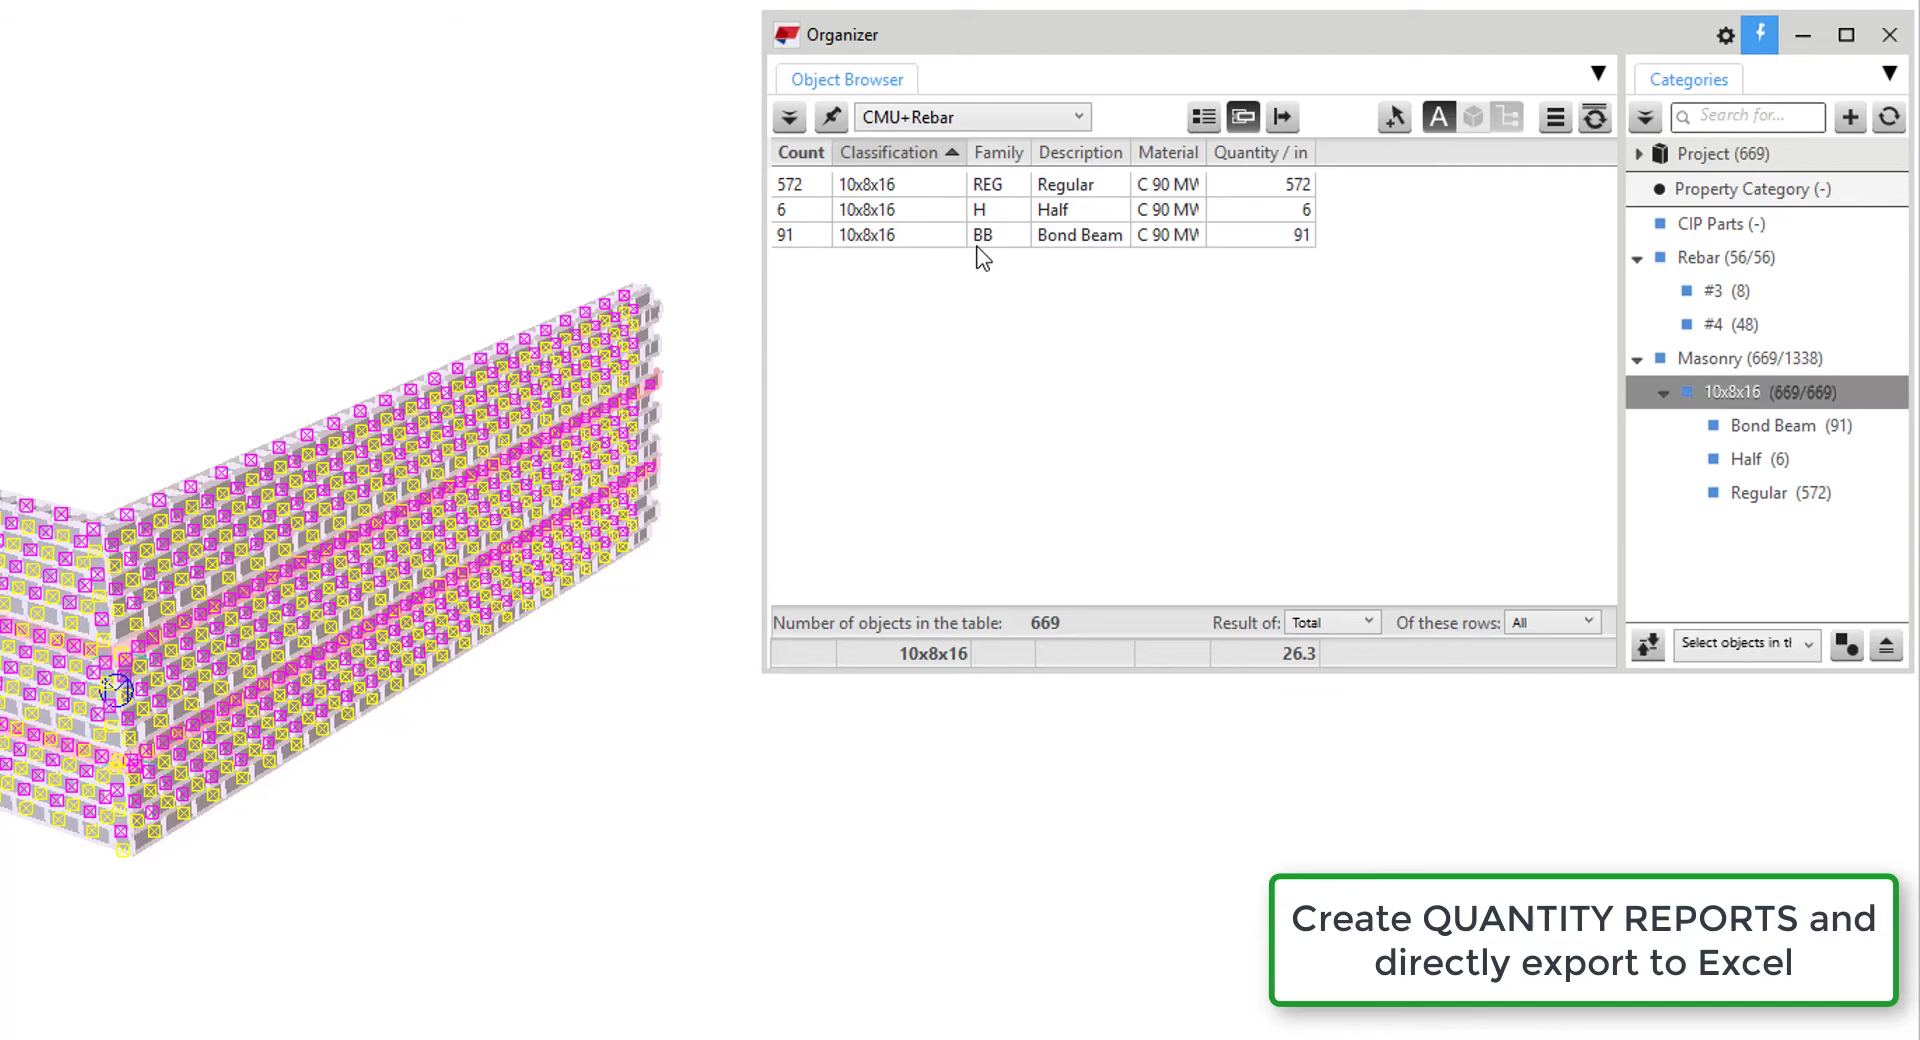 Organizer
Object Browser
CMU+Rebar
A
Count Classification Family Description Material Quantity / in
572 10x8x16 REG Regular C 90 MW 572
6 10x8x16 H Half C 90 MW 6
91 10x8x16 BB Bond Beam C 90 MW 91
Number of objects in the table: 669 Result of: Total Of these rows: All
10x8x16 26.3
Categories
Search for...
Project (669)
Property Category (-)
CIP Parts (-)
Rebar (56/56)
#3 (8)
#4 (48)
Masonry (669/1338)
10x8x16 (669/669)
Bond Beam (91)
Half (6)
Regular (572)
Select objects in tl
Create QUANTITY REPORTS and
directly export to Excel